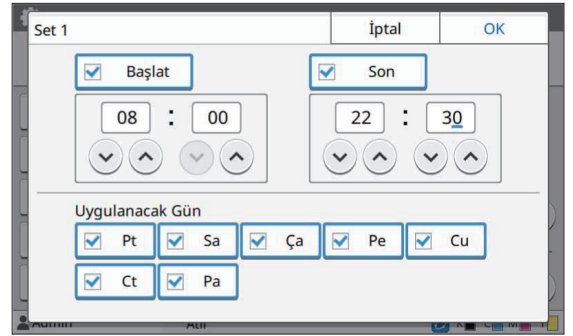 Set 1 İptal OK
Başlat Son
08 : 00 22 : 30
Uygulanacak Gün
Pt Sa Ça Pe Cu
Ct Pa
Admin